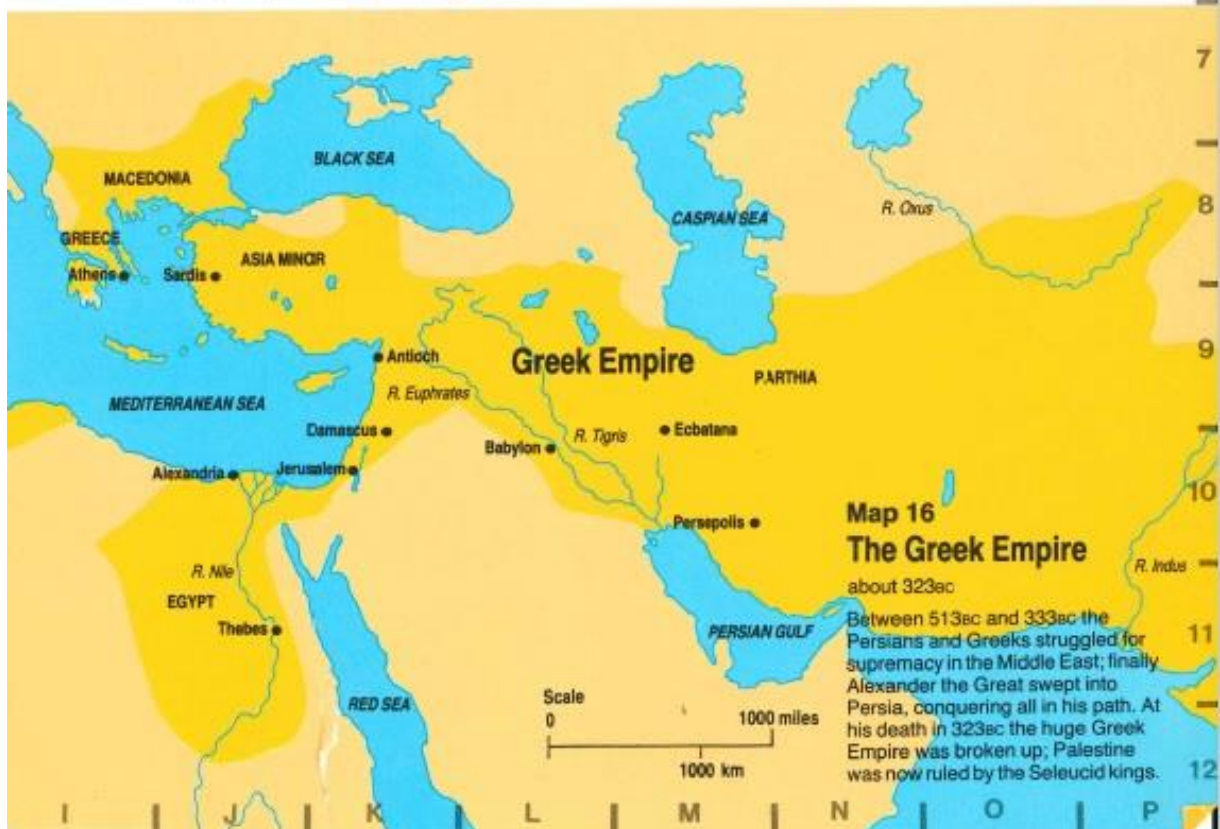 7
BLACK SEA
MACEDONIA
8
R. Oxus
CASPIAN SEA
GREECE
ASIA MINOR
Athens
Sardis
9
Antioch
Greek Empire
PARTHIA
R. Euphrates
MEDITERRANEAN SEA
Damascus
Ecbatana
R. Tigris
Babylon
Alexandria
Jerusalem
10
Map 16
Persepolis
The Greek Empire
R. Indus
R. Nile
about 323BC
EGYPT
Between 513BC and 333BC the
Persians and Greeks struggled for
supremacy in the Middle East; finally
Alexander the Great swept into
Persia, conquering all in his path. At
his death in 323BC the huge Greek
Empire was broken up; Palestine
was now ruled by the Seleucid kings.
Thebes
PERSIAN GULF
11
RED SEA
Scale
0
1000 miles
1000 km
12
I
J
K
L
M
N
O
P